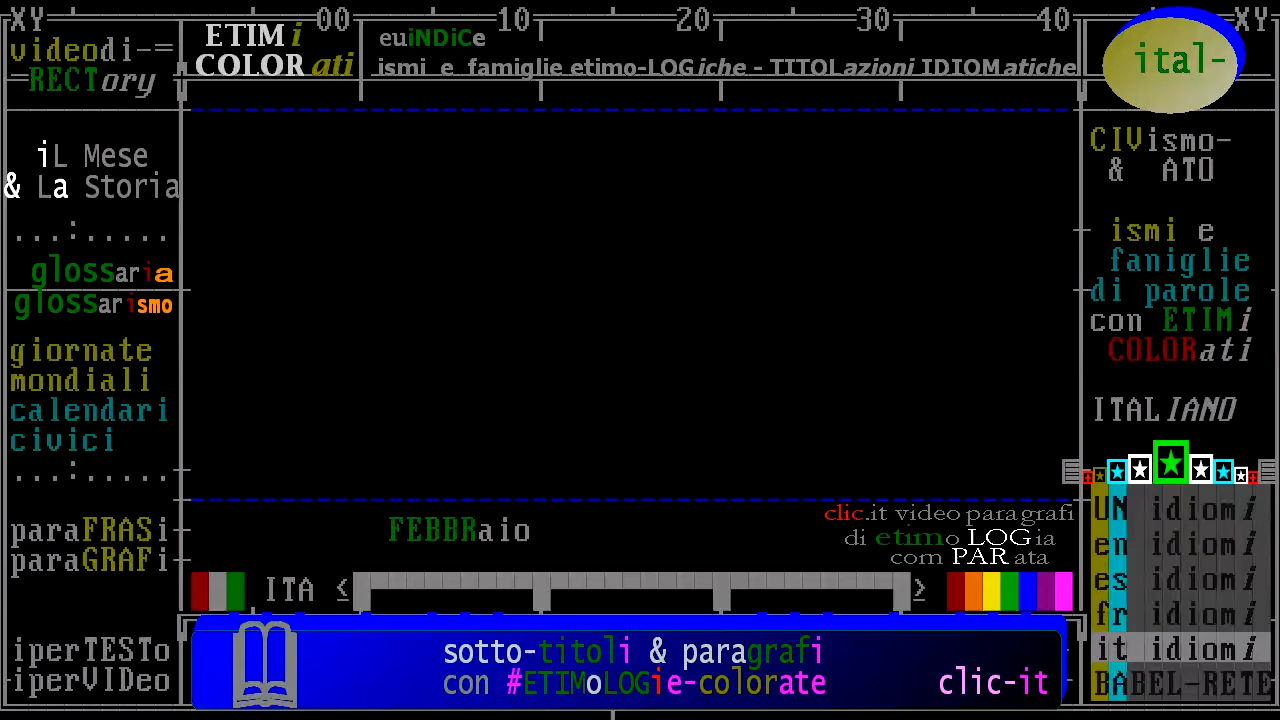 XY 00 10 20 30 40 XY
ETIMi
COLORati
euiNDiCe
ismi e famiglie etimo-LOGiche - TITOLazioni IDIOMatiche
videodi-=
=RECTory
ital-
iL Mese
& La Storia
...:.....
glossaria
glossarismo
giornate
mondiali
calendari
civici
...:.....
paraFRASi
paraGRAFi
iperTESTo
-iperVIDeo
CIVismo-
& ATO
ismi e
faniglie
di parole
con ETIMi
COLORati
ITALIANO
UN idiomi
en idiomi
es idiomi
fr idiomi
it idiomi
BABEL-RETE
FEBBRaio
clic.it video paragrafi
di etimo LOGia
com PARata
ITA < >
sotto-titoli & paragrafi
con #ETIMoLOGie-colorate
clic-it